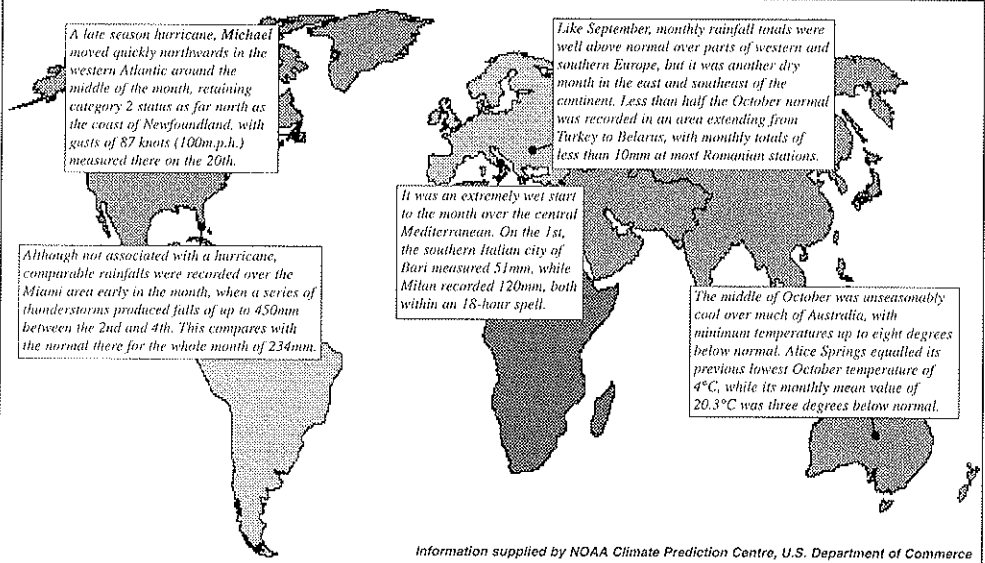 A late season hurricane, Michael
moved quickly northwards in the
western Atlantic around the
middle of the month, retaining
category 2 status as far north as
the coast of Newfoundland, with
gusts of 87 knots (100m.p.h.)
measured there on the 20th.
Like September, monthly rainfall totals were
well above normal over parts of western and
southern Europe, but it was another dry
month in the east and southeast of the
continent. Less than half the October normal
was recorded in an area extending from
Turkey to Belarus, with monthly totals of
less than 10mm at most Romanian stations.
It was an extremely wet start
to the month over the central
Mediterranean. On the 1st,
the southern Italian city of
Bari measured 51mm, while
Milan recorded 120mm, both
within an 18-hour spell.
Although not associated with a hurricane,
comparable rainfalls were recorded over the
Miami area early in the month, when a series of
thunderstorms produced falls of up to 450mm
between the 2nd and 4th. This compares with
the normal there for the whole month of 234mm.
The middle of October was unseasonably
cool over much of Australia, with
minimum temperatures up to eight degrees
below normal. Alice Springs equalled its
previous lowest October temperature of
4°C, while its monthly mean value of
20.3°C was three degrees below normal.
Information supplied by NOAA Climate Prediction Centre, U.S. Department of Commerce